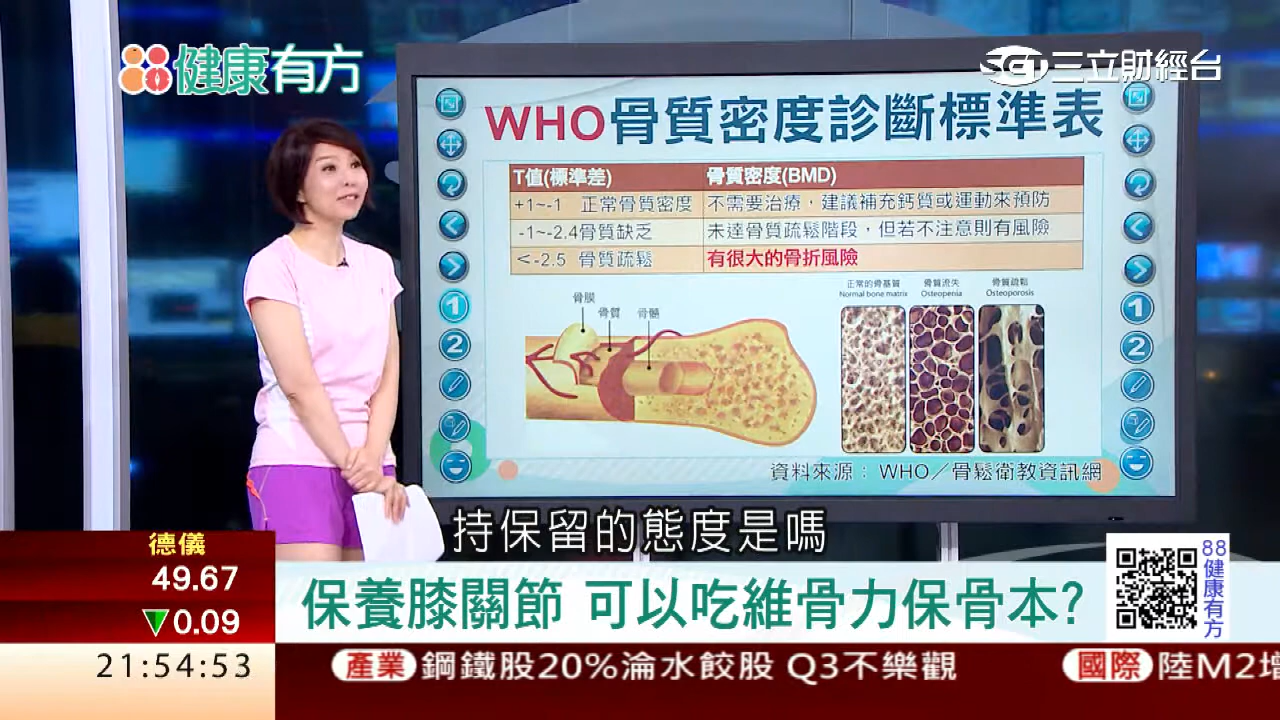 88健康有方
三立財經台
WHO骨質密度診斷標準表
T值(標準差) 骨質密度(BMD)
+1~-1 正常骨質密度 不需要治療，建議補充鈣質或運動來預防
-1~-2.4骨質缺乏 未達骨質疏鬆階段，但若不注意則有風險
<-2.5 骨質疏鬆 有很大的骨折風險
骨膜
骨質
骨髓
正常的骨基質
Normal bone matrix
骨質流失
Osteopenia
骨質疏鬆
Osteoporosis
1
2
1
2
資料來源： WHO／骨鬆衛教資訊網
持保留的態度是嗎
德儀
49.67
▼0.09
保養膝關節 可以吃維骨力保骨本?
88健康有方
21:54:53
產業 鋼鐵股20%淪水餃股 Q3不樂觀
國際 陸M2增